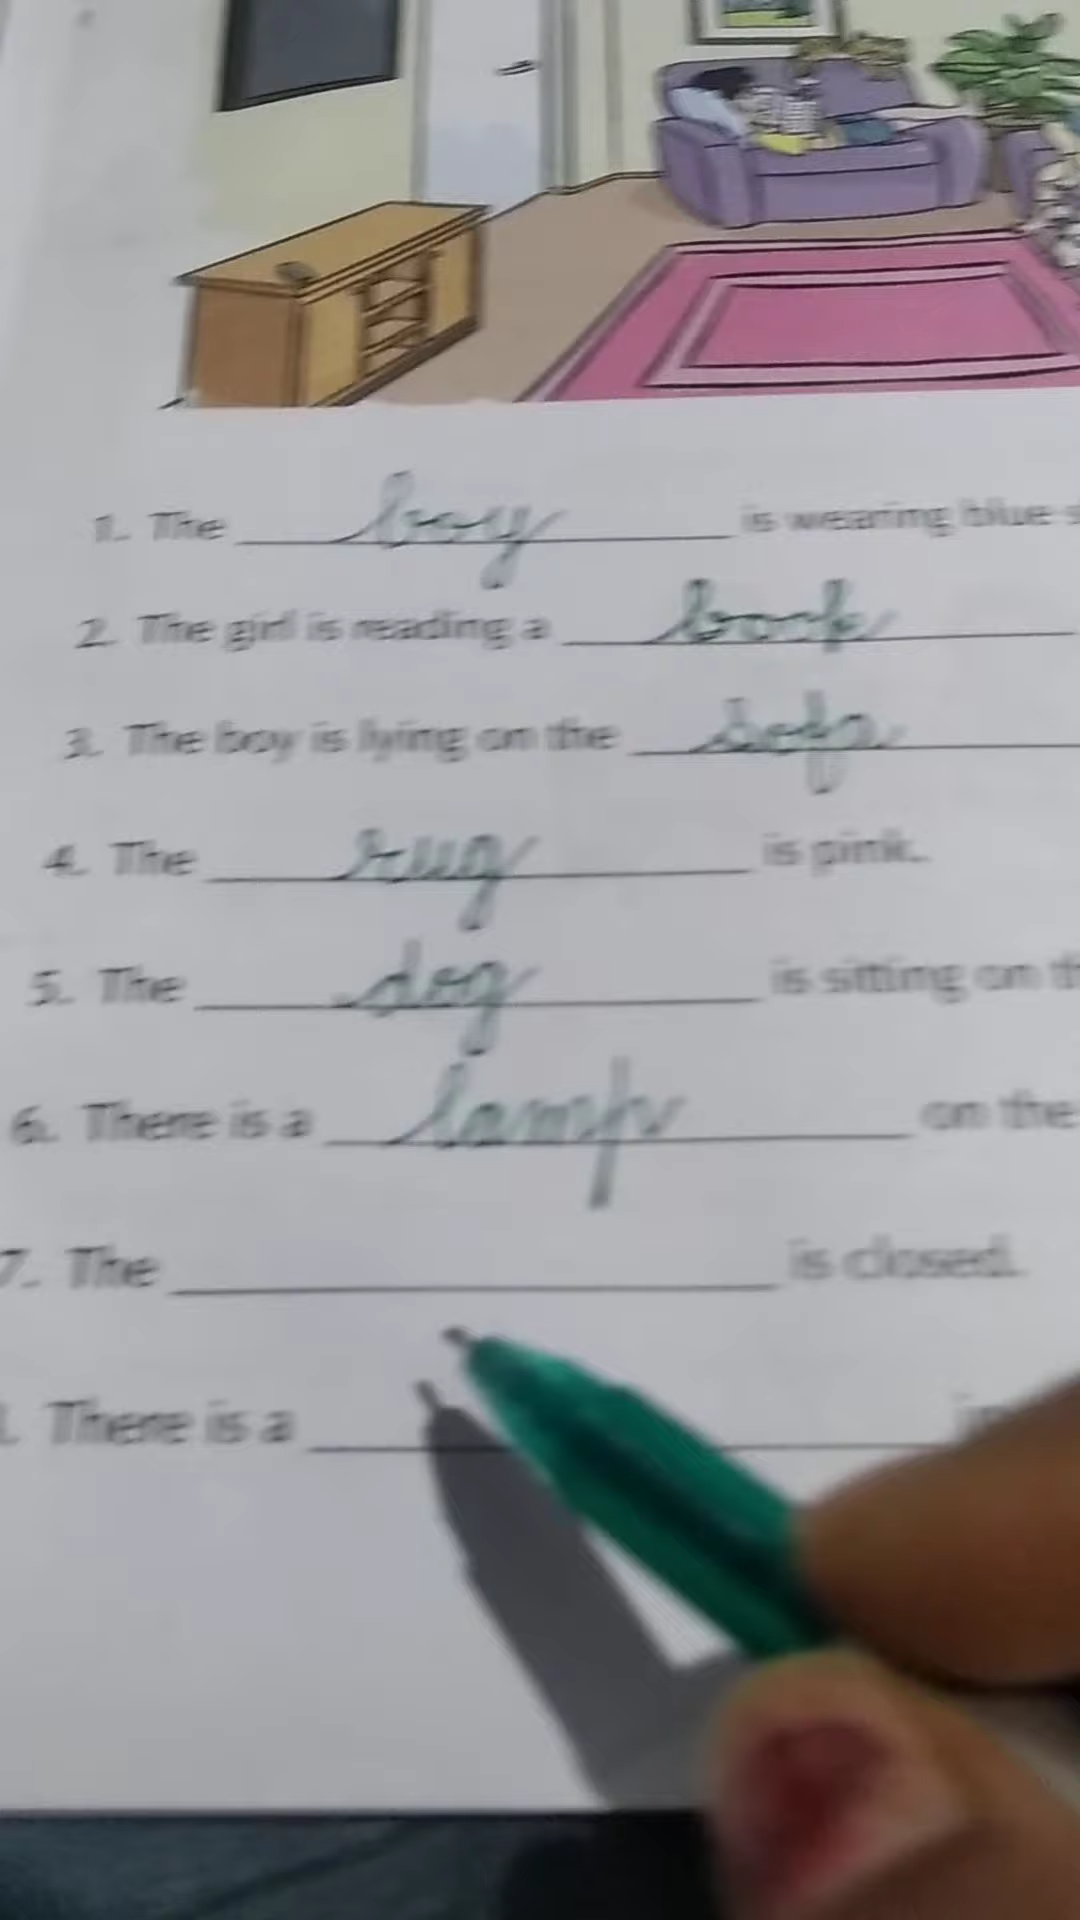 1. The boy is wearing blue
2. The girl is reading a book
3. The boy is lying on the sofa
4. The rug is pink.
5. The dog is sitting on
6. There is a lamp on the
7. The ____ is closed.
There is a ____